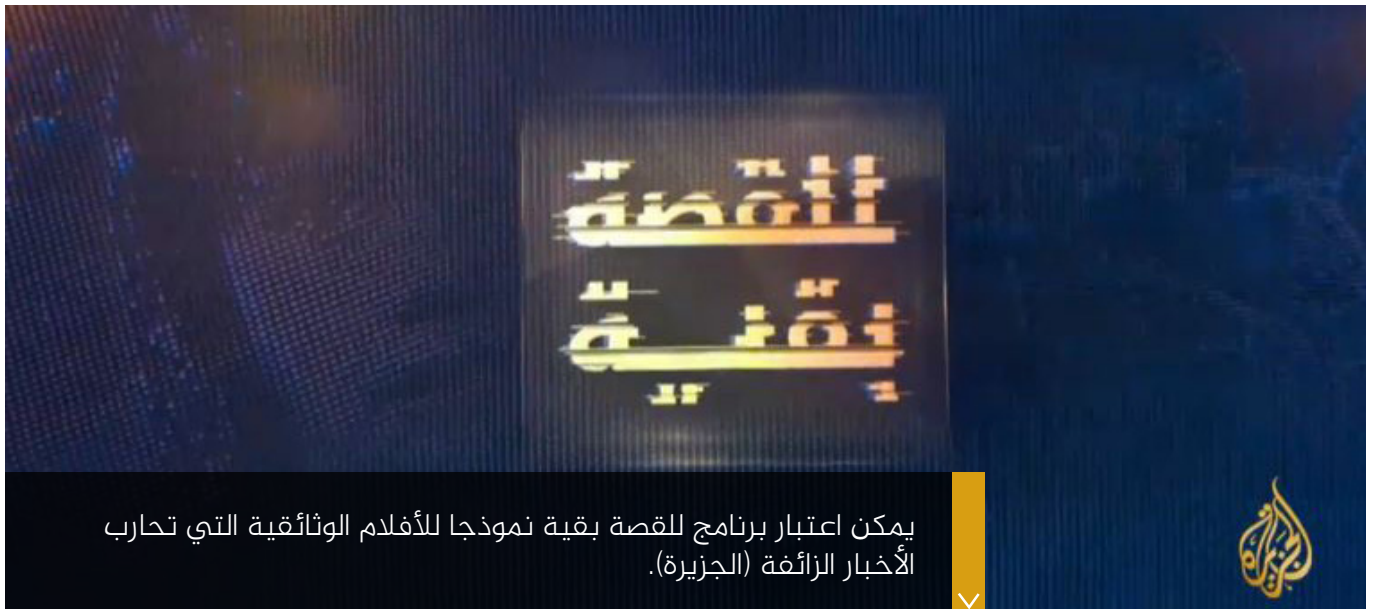 للقصة
بقية
يمكن اعتبار برنامج للقصة بقية نموذجا للأفلام الوثائقية التي تحارب
الأخبار الزائفة (الجزيرة).
الجزيرة